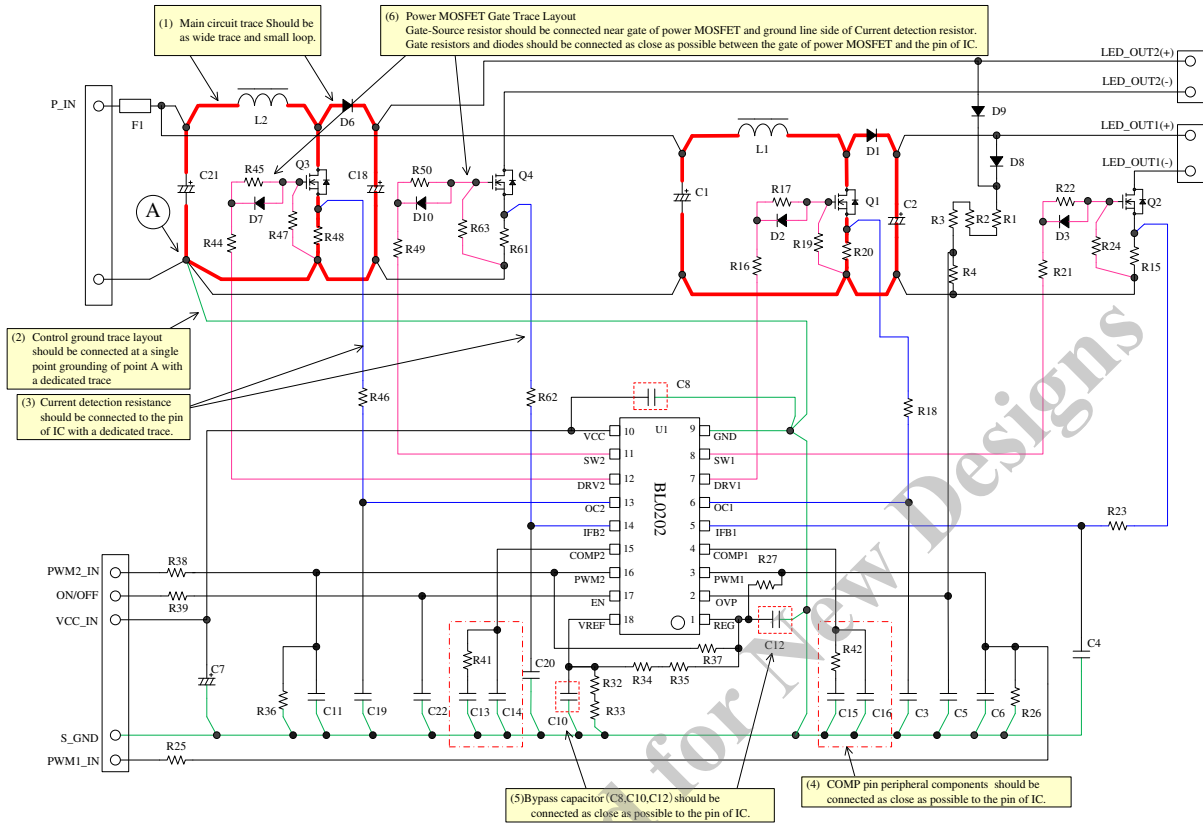 (1) Main circuit trace Should be
as wide trace and small loop.
(6) Power MOSFET Gate Trace Layout
Gate-Source resistor should be connected near gate of power MOSFET and ground line side of Current detection resistor.
Gate resistors and diodes should be connected as close as possible between the gate of power MOSFET and the pin of IC.
LED_OUT2(+)
LED_OUT2(-)
P_IN
F1
L2
D6
D9
LED_OUT1(+)
L1
D1
D8
LED_OUT1(-)
C21
R45
Q3
C18
R50
Q4
C1
R17
Q1
C2
R22
Q2
A
D7
R47
R48
D10
R63
R61
D2
R19
R20
R3
R2
R1
D3
R24
R44
R49
R16
R4
R21
R15
(2) Control ground trace layout
should be connected at a single
point grounding of point A with
a dedicated trace
(3) Current detection resistance
should be connected to the pin
of IC with a dedicated trace.
R46
R62
C8
R18
U1
BL0202
VCC 10
9 GND
SW2 11
8 SW1
DRV2 12
7 DRV1
OC2 13
6 OC1
IFB2 14
5 IFB1
COMP2 15
4 COMP1
PWM2 16
3 PWM1
EN 17
2 OVP
VREF 18
1 REG
R23
R27
PWM2_IN
R38
ON/OFF
R39
VCC_IN
C7
R36
C11
C19
C22
R41
C13
C14
C20
C10
R32
R33
R34
R35
R37
C12
R42
C15
C16
C3
C5
C6
R26
C4
S_GND
PWM1_IN
R25
(5)Bypass capacitor (C8,C10,C12) should be
connected as close as possible to the pin of IC.
(4) COMP pin peripheral components should be
connected as close as possible to the pin of IC.
d for New Designs